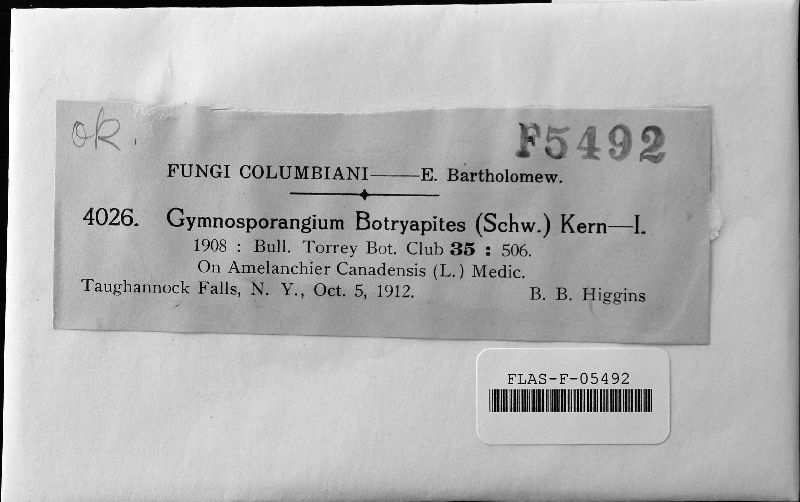 ok.
F5492
FUNGI COLUMBIANI——E. Bartholomew.
4026. Gymnosporangium Botryapites (Schw.) Kern—I.
1908 : Bull. Torrey Bot. Club 35 : 506.
On Amelanchier Canadensis (L.) Medic.
Taughannock Falls, N. Y., Oct. 5, 1912. B. B. Higgins
FLAS-F-05492